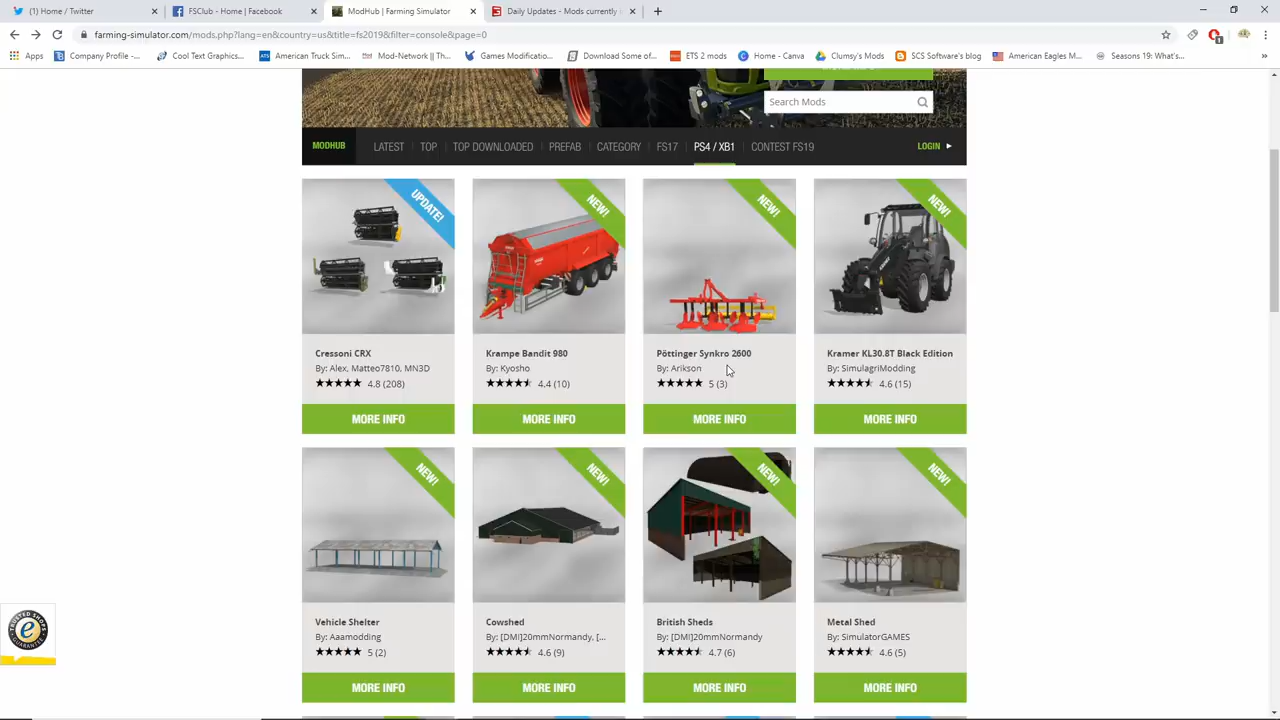 (1) Home / Twitter
FSClub - Home | Facebook
ModHub | Farming Simulator
Daily Updates - Mods currently
farming-simulator.com/mods.php?lang=en&country=us&title=fs2019&filter=console&page=0
Apps
Company Profile -...
Cool Text Graphics...
American Truck Sim...
Mod-Network || Th...
Games Modification...
Download Some of...
ETS 2 mods
Home - Canva
Clumsy's Mods
SCS Software's blog
American Eagles M...
Seasons 19: What's...
Search Mods
MODHUB
LATEST
TOP
TOP DOWNLOADED
PREFAB
CATEGORY
FS17
PS4 / XB1
CONTEST FS19
LOGIN
UPDATE!
NEW!
NEW!
NEW!
Cressoni CRX
By: Alex, Matteo7810, MN3D
4.8 (208)
MORE INFO
Krampe Bandit 980
By: Kyosho
4.4 (10)
MORE INFO
Pöttinger Synkro 2600
By: Arikson
5 (3)
MORE INFO
Kramer KL30.8T Black Edition
By: SimulagriModding
4.6 (15)
MORE INFO
NEW!
NEW!
NEW!
NEW!
Vehicle Shelter
By: Aaamodding
5 (2)
MORE INFO
Cowshed
By: [DMI]20mmNormandy, [...
4.6 (9)
MORE INFO
British Sheds
By: [DMI]20mmNormandy
4.7 (6)
MORE INFO
Metal Shed
By: SimulatorGAMES
4.6 (5)
MORE INFO